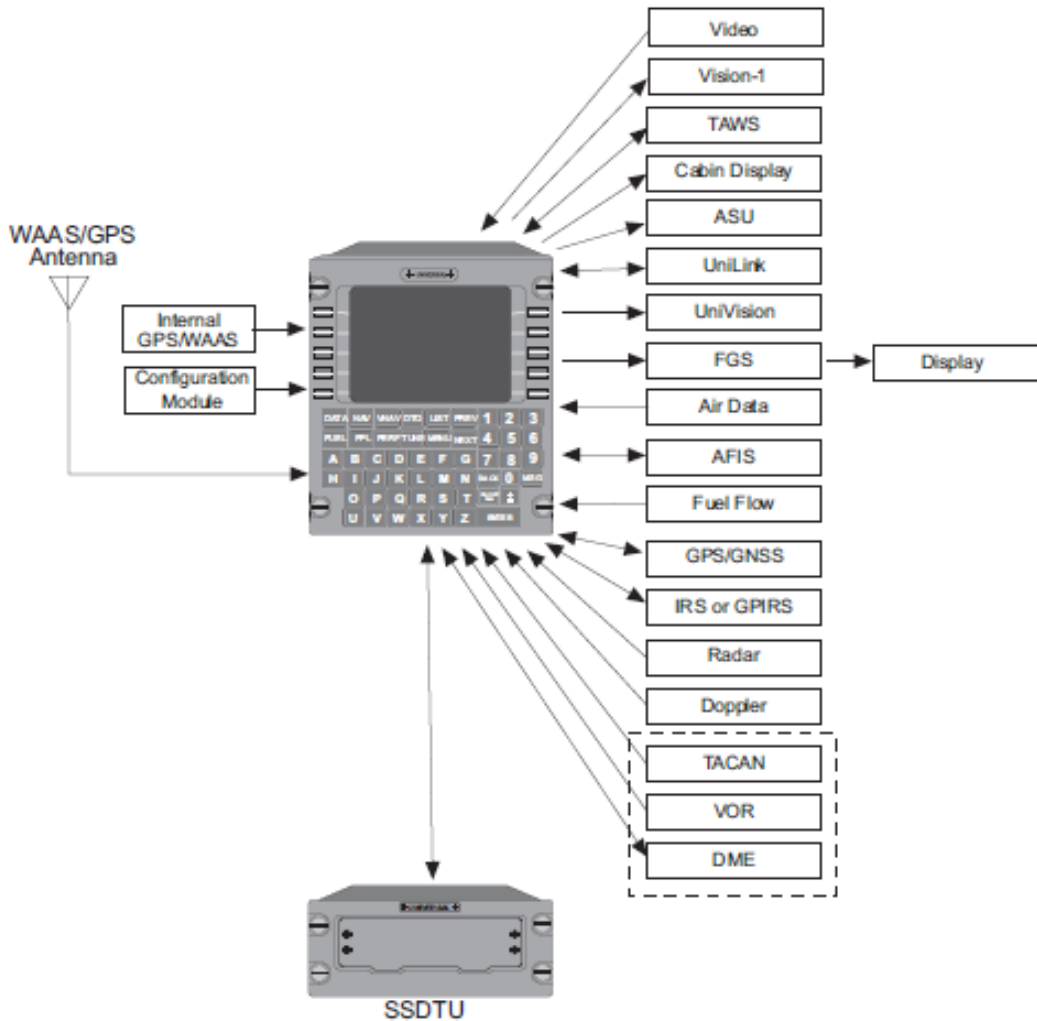 Video
Vision-1
TAWS
Cabin Display
ASU
UniLink
UniVision
FGS
Display
Air Data
AFIS
Fuel Flow
GPS/GNSS
IRS or GPIRS
Radar
Doppler
TACAN
VOR
DME
WAAS/GPS
Antenna
Internal
GPS/WAAS
Configuration
Module
DATA NAV VNAV DTO LIST PREV 1 2 3
FUEL FPL PERF TUNE MENU NEXT 4 5 6
A B C D E F G 7 8 9
H I J K L M N BACK 0 MSG
O P Q R S T ±
U V W X Y Z ENTER
SSDTU